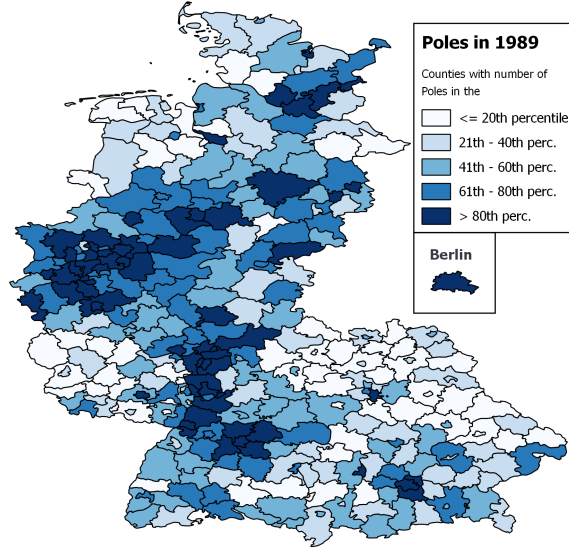 Poles in 1989
Counties with number of
Poles in the
<= 20th percentile
21th - 40th perc.
41th - 60th perc.
61th - 80th perc.
> 80th perc.
Berlin